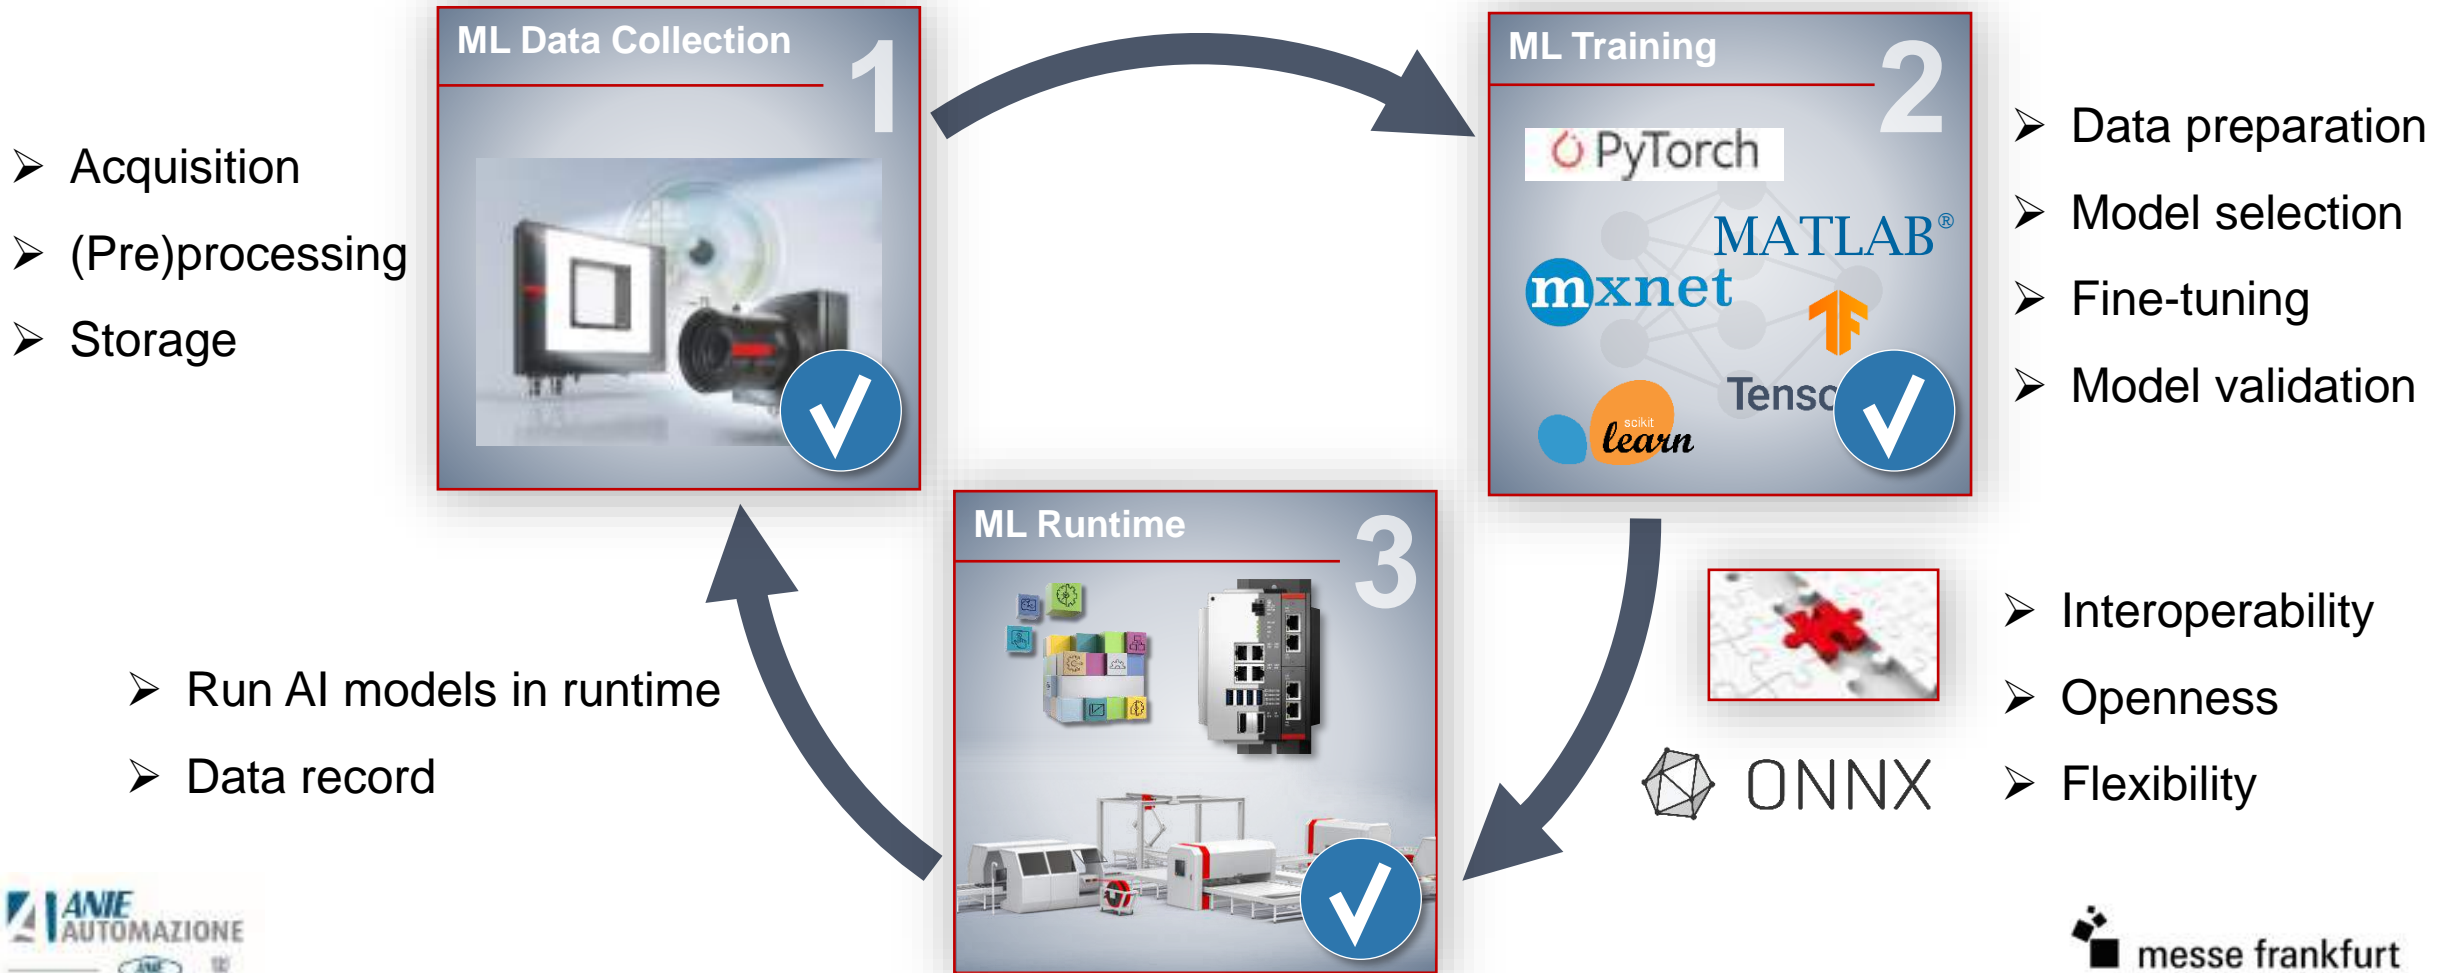 ML Data Collection
1
Acquisition
(Pre)processing
Storage
ML Training
2
PyTorch
MATLAB®
mxnet
Tenso
scikit
learn
Data preparation
Model selection
Fine-tuning
Model validation
ML Runtime
3
Run AI models in runtime
Data record
ONNX
Interoperability
Openness
Flexibility
ANIE
AUTOMAZIONE
messe frankfurt